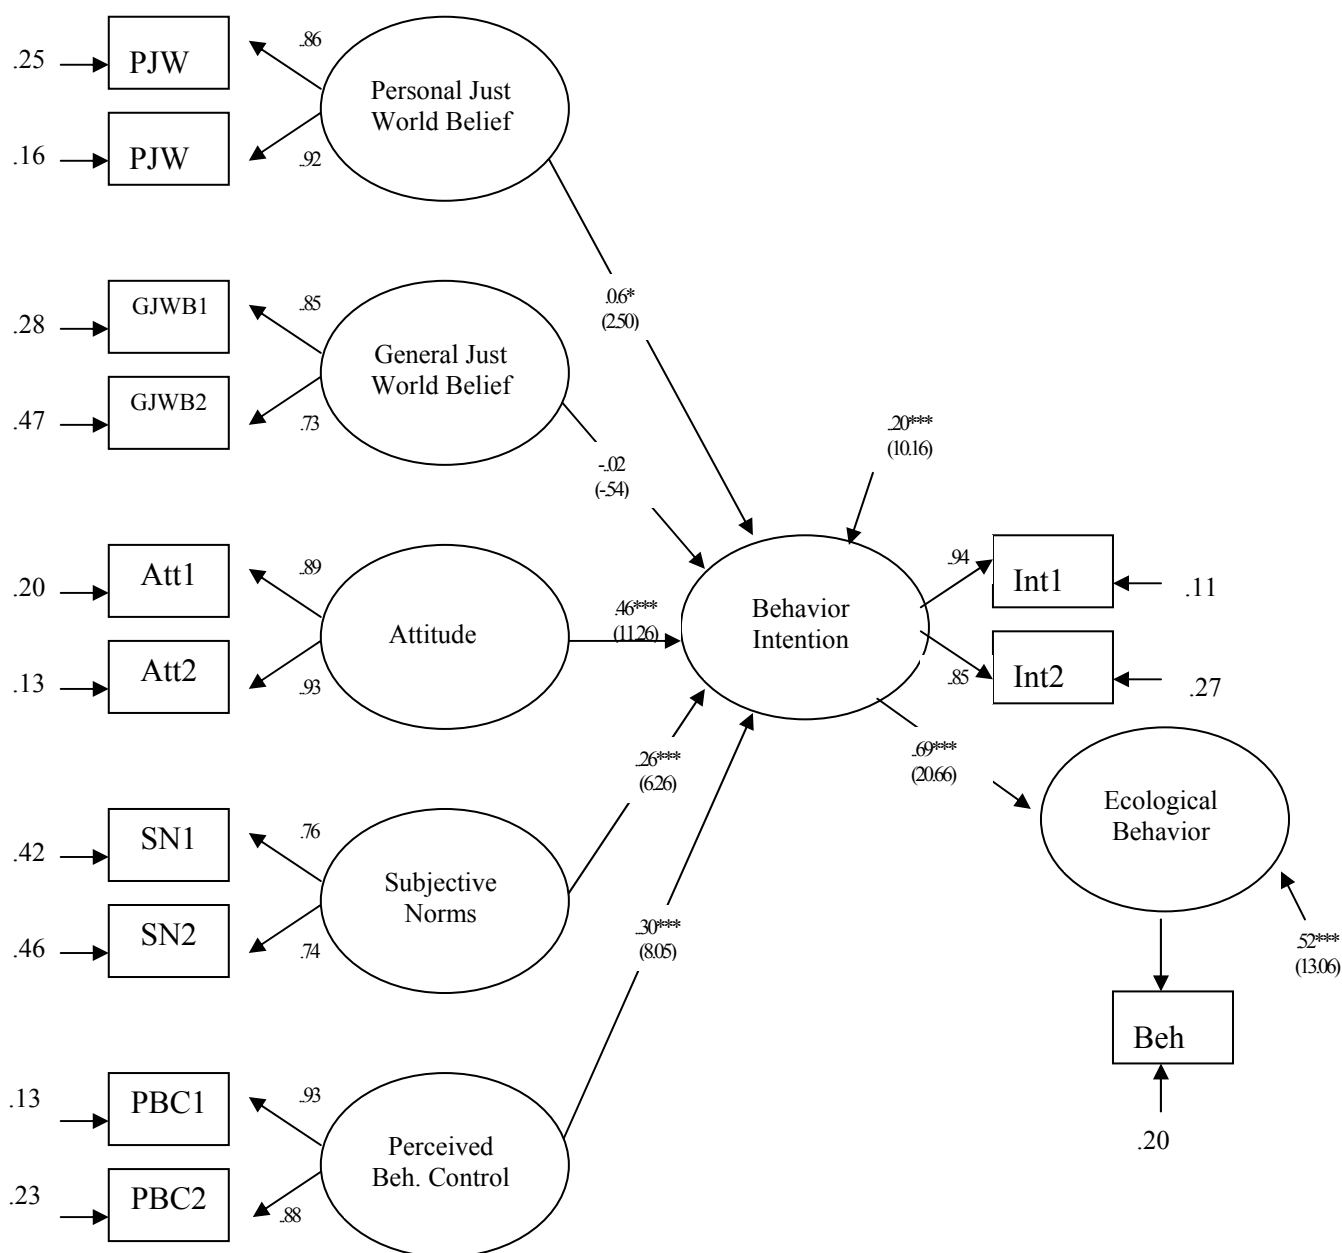 .25
PJW
.86
Personal Just
World Belief
.16
PJW
.92
.06*
(2.50)
.28
GJWB1
.85
General Just
World Belief
.47
GJWB2
.73
-.02
(-.54)
.20***
(10.16)
.20
Att1
.89
Attitude
.13
Att2
.93
.46***
(11.26)
Behavior
Intention
.94
Int1
.11
.85
Int2
.27
.69***
(20.66)
Ecological
Behavior
.52***
(13.06)
Beh
.20
.42
SN1
.76
Subjective
Norms
.46
SN2
.74
.26***
(6.26)
.30***
(8.05)
.13
PBC1
.93
Perceived
Beh. Control
.23
PBC2
.88